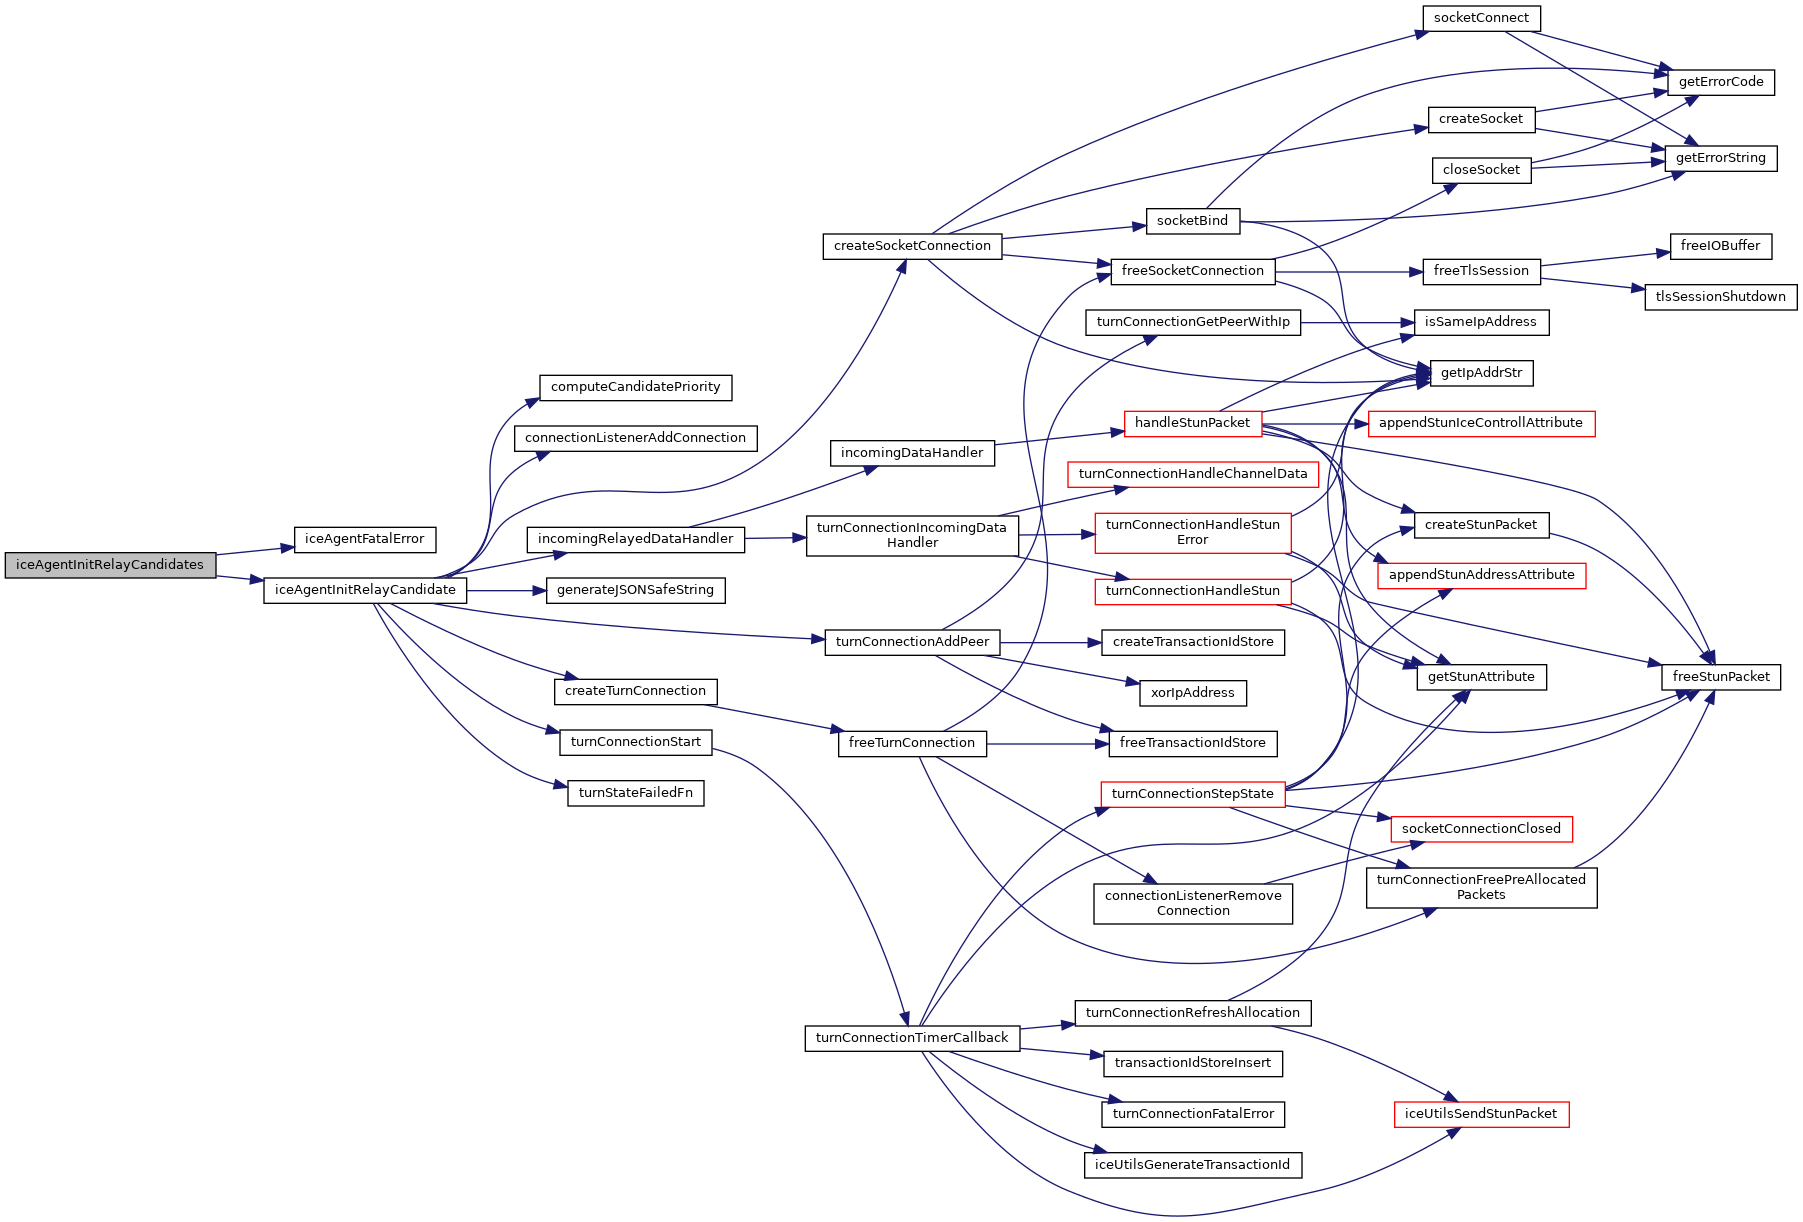 socketConnect
getErrorCode
createSocket
getErrorString
closeSocket
socketBind
createSocketConnection
freeIOBuffer
freeSocketConnection
freeTlsSession
tlsSessionShutdown
turnConnectionGetPeerWithIp
isSameIpAddress
getIpAddrStr
computeCandidatePriority
handleStunPacket
appendStunIceControllAttribute
connectionListenerAddConnection
incomingDataHandler
turnConnectionHandleChannelData
iceAgentFatalError
incomingRelayedDataHandler
turnConnectionIncomingData
Handler
turnConnectionHandleStun
Error
createStunPacket
iceAgentInitRelayCandidates
appendStunAddressAttribute
iceAgentInitRelayCandidate
generateJSONSafeString
turnConnectionHandleStun
turnConnectionAddPeer
createTransactionIdStore
getStunAttribute
freeStunPacket
createTurnConnection
xorIpAddress
turnConnectionStart
freeTurnConnection
freeTransactionIdStore
turnStateFailedFn
turnConnectionStepState
socketConnectionClosed
turnConnectionFreePreAllocated
Packets
connectionListenerRemove
Connection
turnConnectionRefreshAllocation
turnConnectionTimerCallback
transactionIdStoreInsert
turnConnectionFatalError
iceUtilsSendStunPacket
iceUtilsGenerateTransactionId